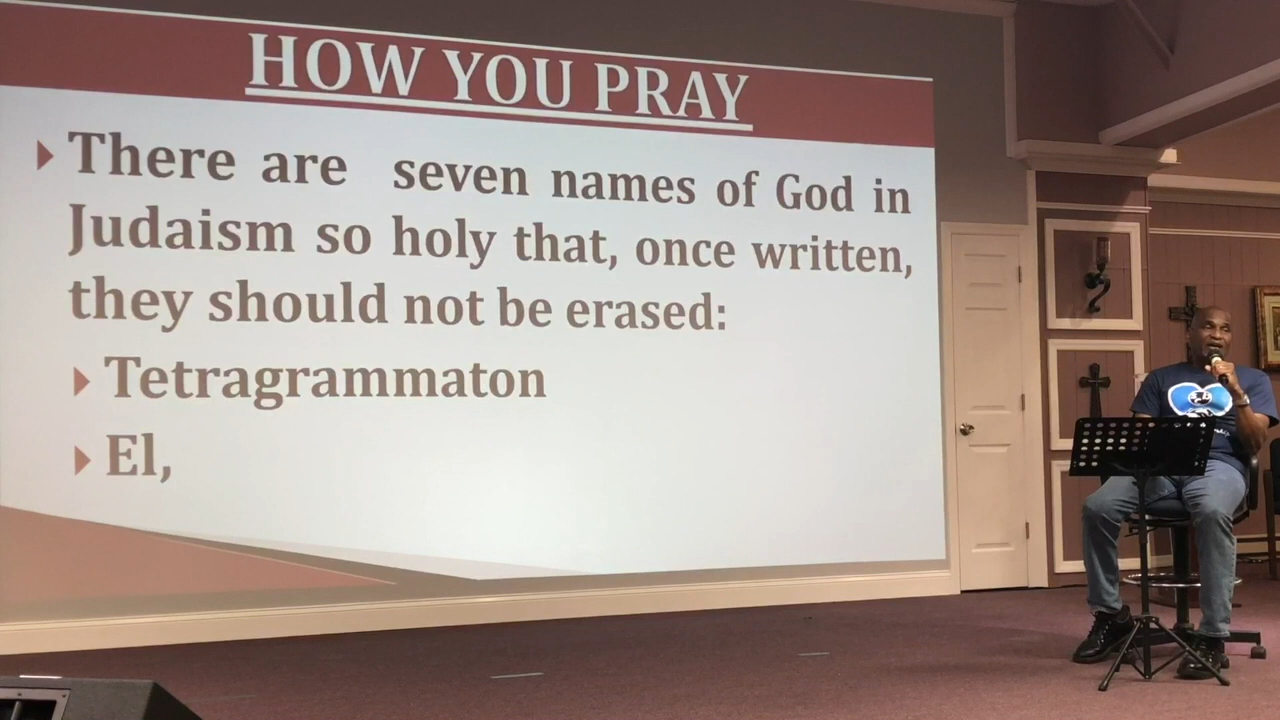 HOW YOU PRAY
There are seven names of God in
Judaism so holy that, once written,
they should not be erased:
Tetragrammaton
El,